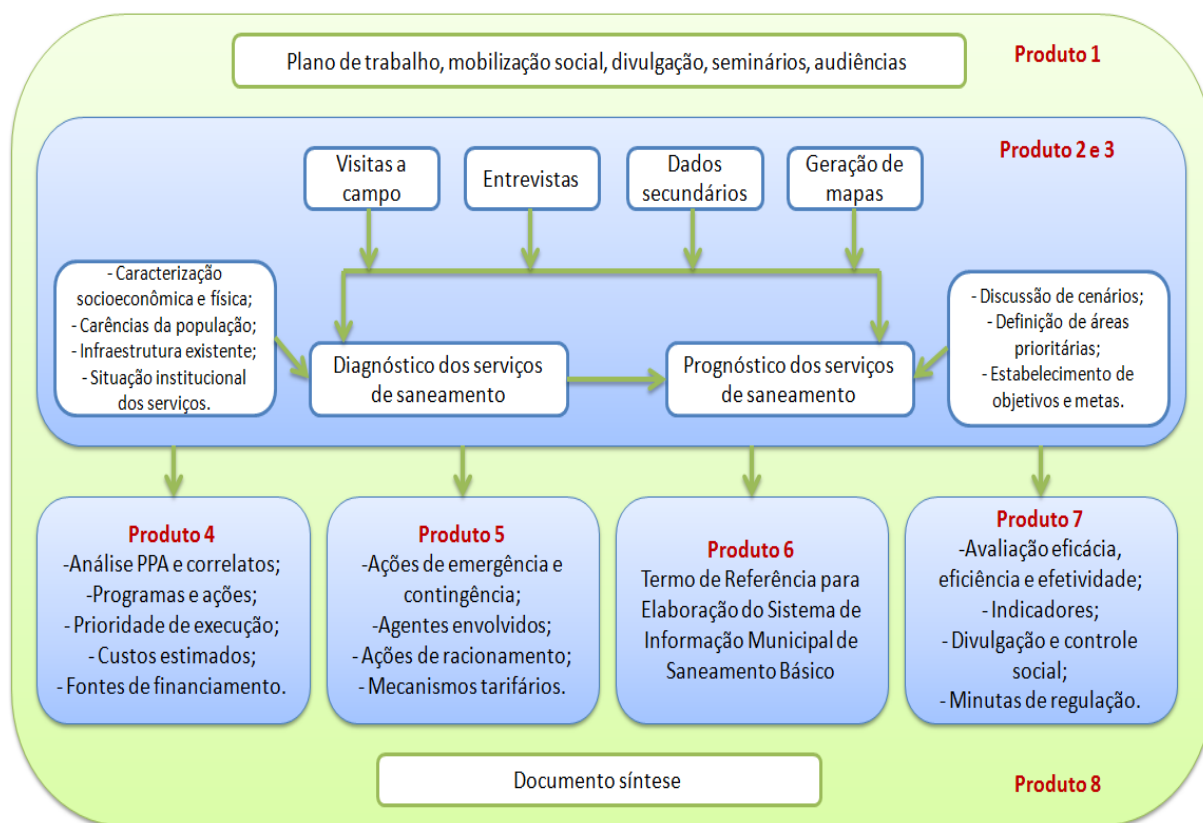 Plano de trabalho, mobilização social, divulgação, seminários, audiências
Produto 1
Produto 2 e 3
Visitas a
campo
Entrevistas
Dados
secundários
Geração de
mapas
- Caracterização
socioeconômica e física;
- Carências da população;
- Infraestrutura existente;
- Situação institucional
dos serviços.
Diagnóstico dos serviços
de saneamento
Prognóstico dos serviços
de saneamento
- Discussão de cenários;
- Definição de áreas
prioritárias;
- Estabelecimento de
objetivos e metas.
Produto 4
-Análise PPA e correlatos;
-Programas e ações;
- Prioridade de execução;
- Custos estimados;
- Fontes de financiamento.
Produto 5
-Ações de emergência e
contingência;
-Agentes envolvidos;
-Ações de racionamento;
- Mecanismos tarifários.
Produto 6
Termo de Referência para
Elaboração do Sistema de
Informação Municipal de
Saneamento Básico
Produto 7
-Avaliação eficácia,
eficiência e efetividade;
- Indicadores;
- Divulgação e controle
social;
- Minutas de regulação.
Documento síntese
Produto 8